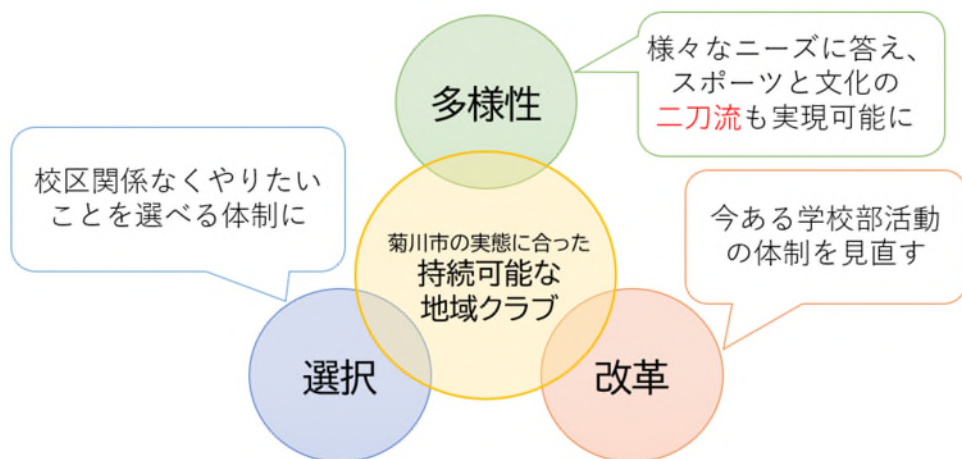 様々なニーズに答え、
スポーツと文化の
二刀流も実現可能に
多様性
校区関係なくやりたい
ことを選べる体制に
今ある学校部活動
の体制を見直す
菊川市の実態に合った
持続可能な
地域クラブ
選択
改革